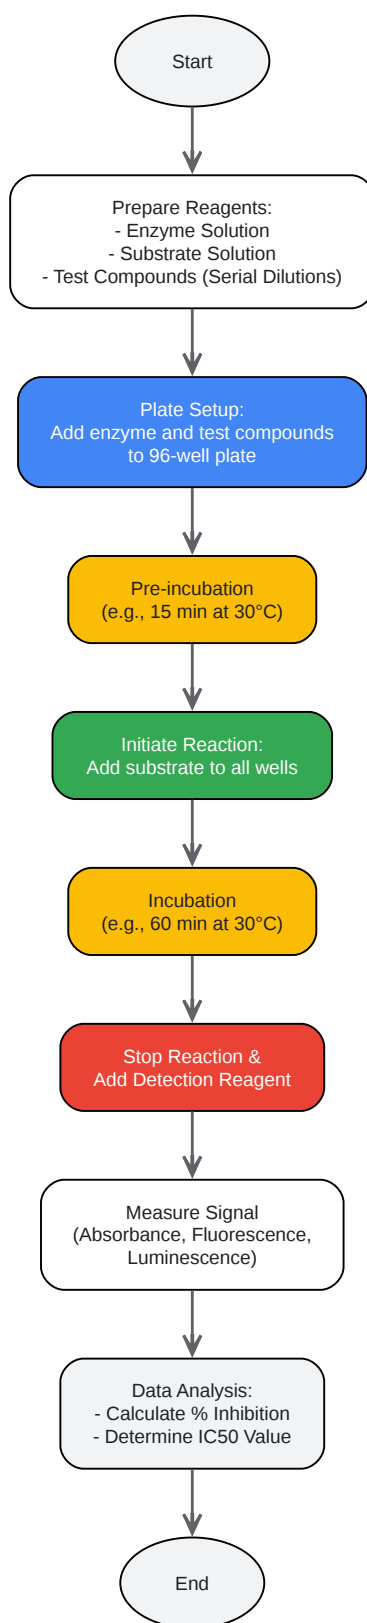 Start
Prepare Reagents:
- Enzyme Solution
- Substrate Solution
- Test Compounds (Serial Dilutions)
Plate Setup:
Add enzyme and test compounds
to 96-well plate
Pre-incubation
(e.g., 15 min at 30°C)
Initiate Reaction:
Add substrate to all wells
Incubation
(e.g., 60 min at 30°C)
Stop Reaction &
Add Detection Reagent
Measure Signal
(Absorbance, Fluorescence,
Luminescence)
Data Analysis:
- Calculate % Inhibition
- Determine IC50 Value
End